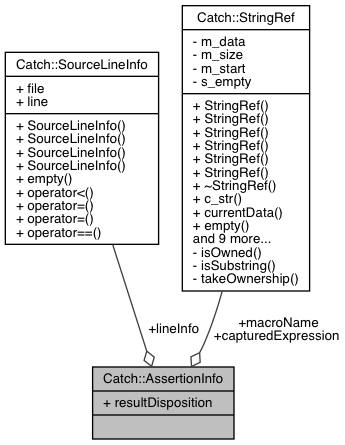 Catch::SourceLineInfo
+ file
+ line
+ SourceLineInfo()
+ SourceLineInfo()
+ SourceLineInfo()
+ SourceLineInfo()
+ empty()
+ operator<()
+ operator=()
+ operator=()
+ operator==()
Catch::StringRef
- m_data
- m_size
- m_start
- s_empty
+ StringRef()
+ StringRef()
+ StringRef()
+ StringRef()
+ StringRef()
+ StringRef()
+ ~StringRef()
+ c_str()
+ currentData()
+ empty()
and 9 more...
- isOwned()
- isSubstring()
- takeOwnership()
+lineInfo
+macroName
+capturedExpression
Catch::AssertionInfo
+ resultDisposition